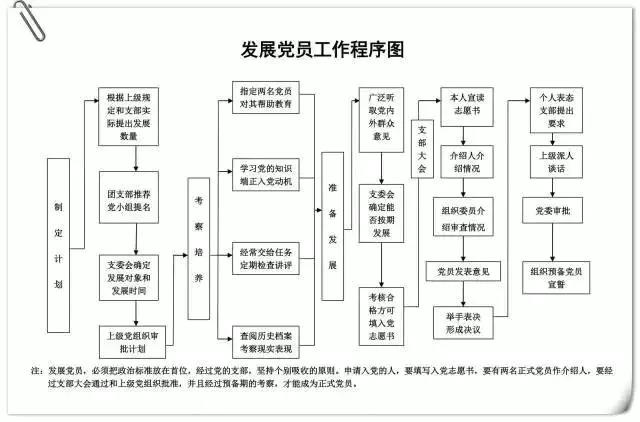 发展党员工作程序图
制
定
计
划
根据上级规
定和支部实
际提出发展
数量
团支部推荐
党小组提名
支委会确定
发展对象和
发展时间
上级党组织审
批计划
考
察
培
养
指定两名党员
对其帮助教育
学习党的知识
端正入党动机
经常交给任务
定期检查讲评
查阅历史档案
考察现实表现
准
备
发
展
广泛听
取党内
外群众
意见
支委会
确定能
否按期
发展
考核合
格方可
填入党
志愿书
支
部
大
会
本人宣读
志愿书
介绍人介
绍情况
组织委员介
绍审查情况
党员发表意见
举手表决
形成决议
个人表态
支部提出
要求
上级派人
谈话
党委审批
组织预备党员
宣誓
注：发展党员，必须把政治标准放在首位，经过党的支部，坚持个别吸收的原则。申请入党的人，要填写入党志愿书，要有两名正式党员作介绍人，要经
过支部大会通过和上级党组织批准，并且经过预备期的考察，才能成为正式党员。